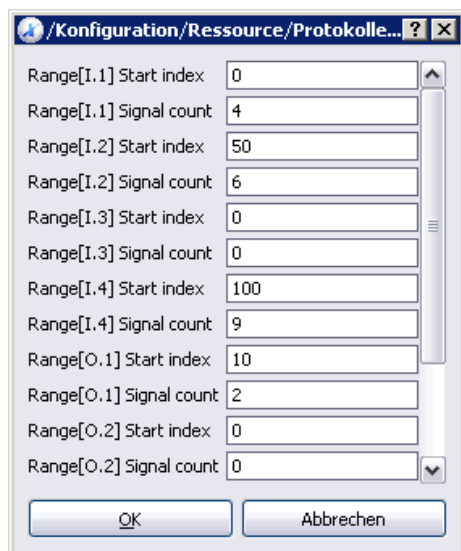 /Konfiguration/Ressource/Protokolle...
Range[I.1] Start index 0
Range[I.1] Signal count 4
Range[I.2] Start index 50
Range[I.2] Signal count 6
Range[I.3] Start index 0
Range[I.3] Signal count 0
Range[I.4] Start index 100
Range[I.4] Signal count 9
Range[O.1] Start index 10
Range[O.1] Signal count 2
Range[O.2] Start index 0
Range[O.2] Signal count 0
OK Abbrechen